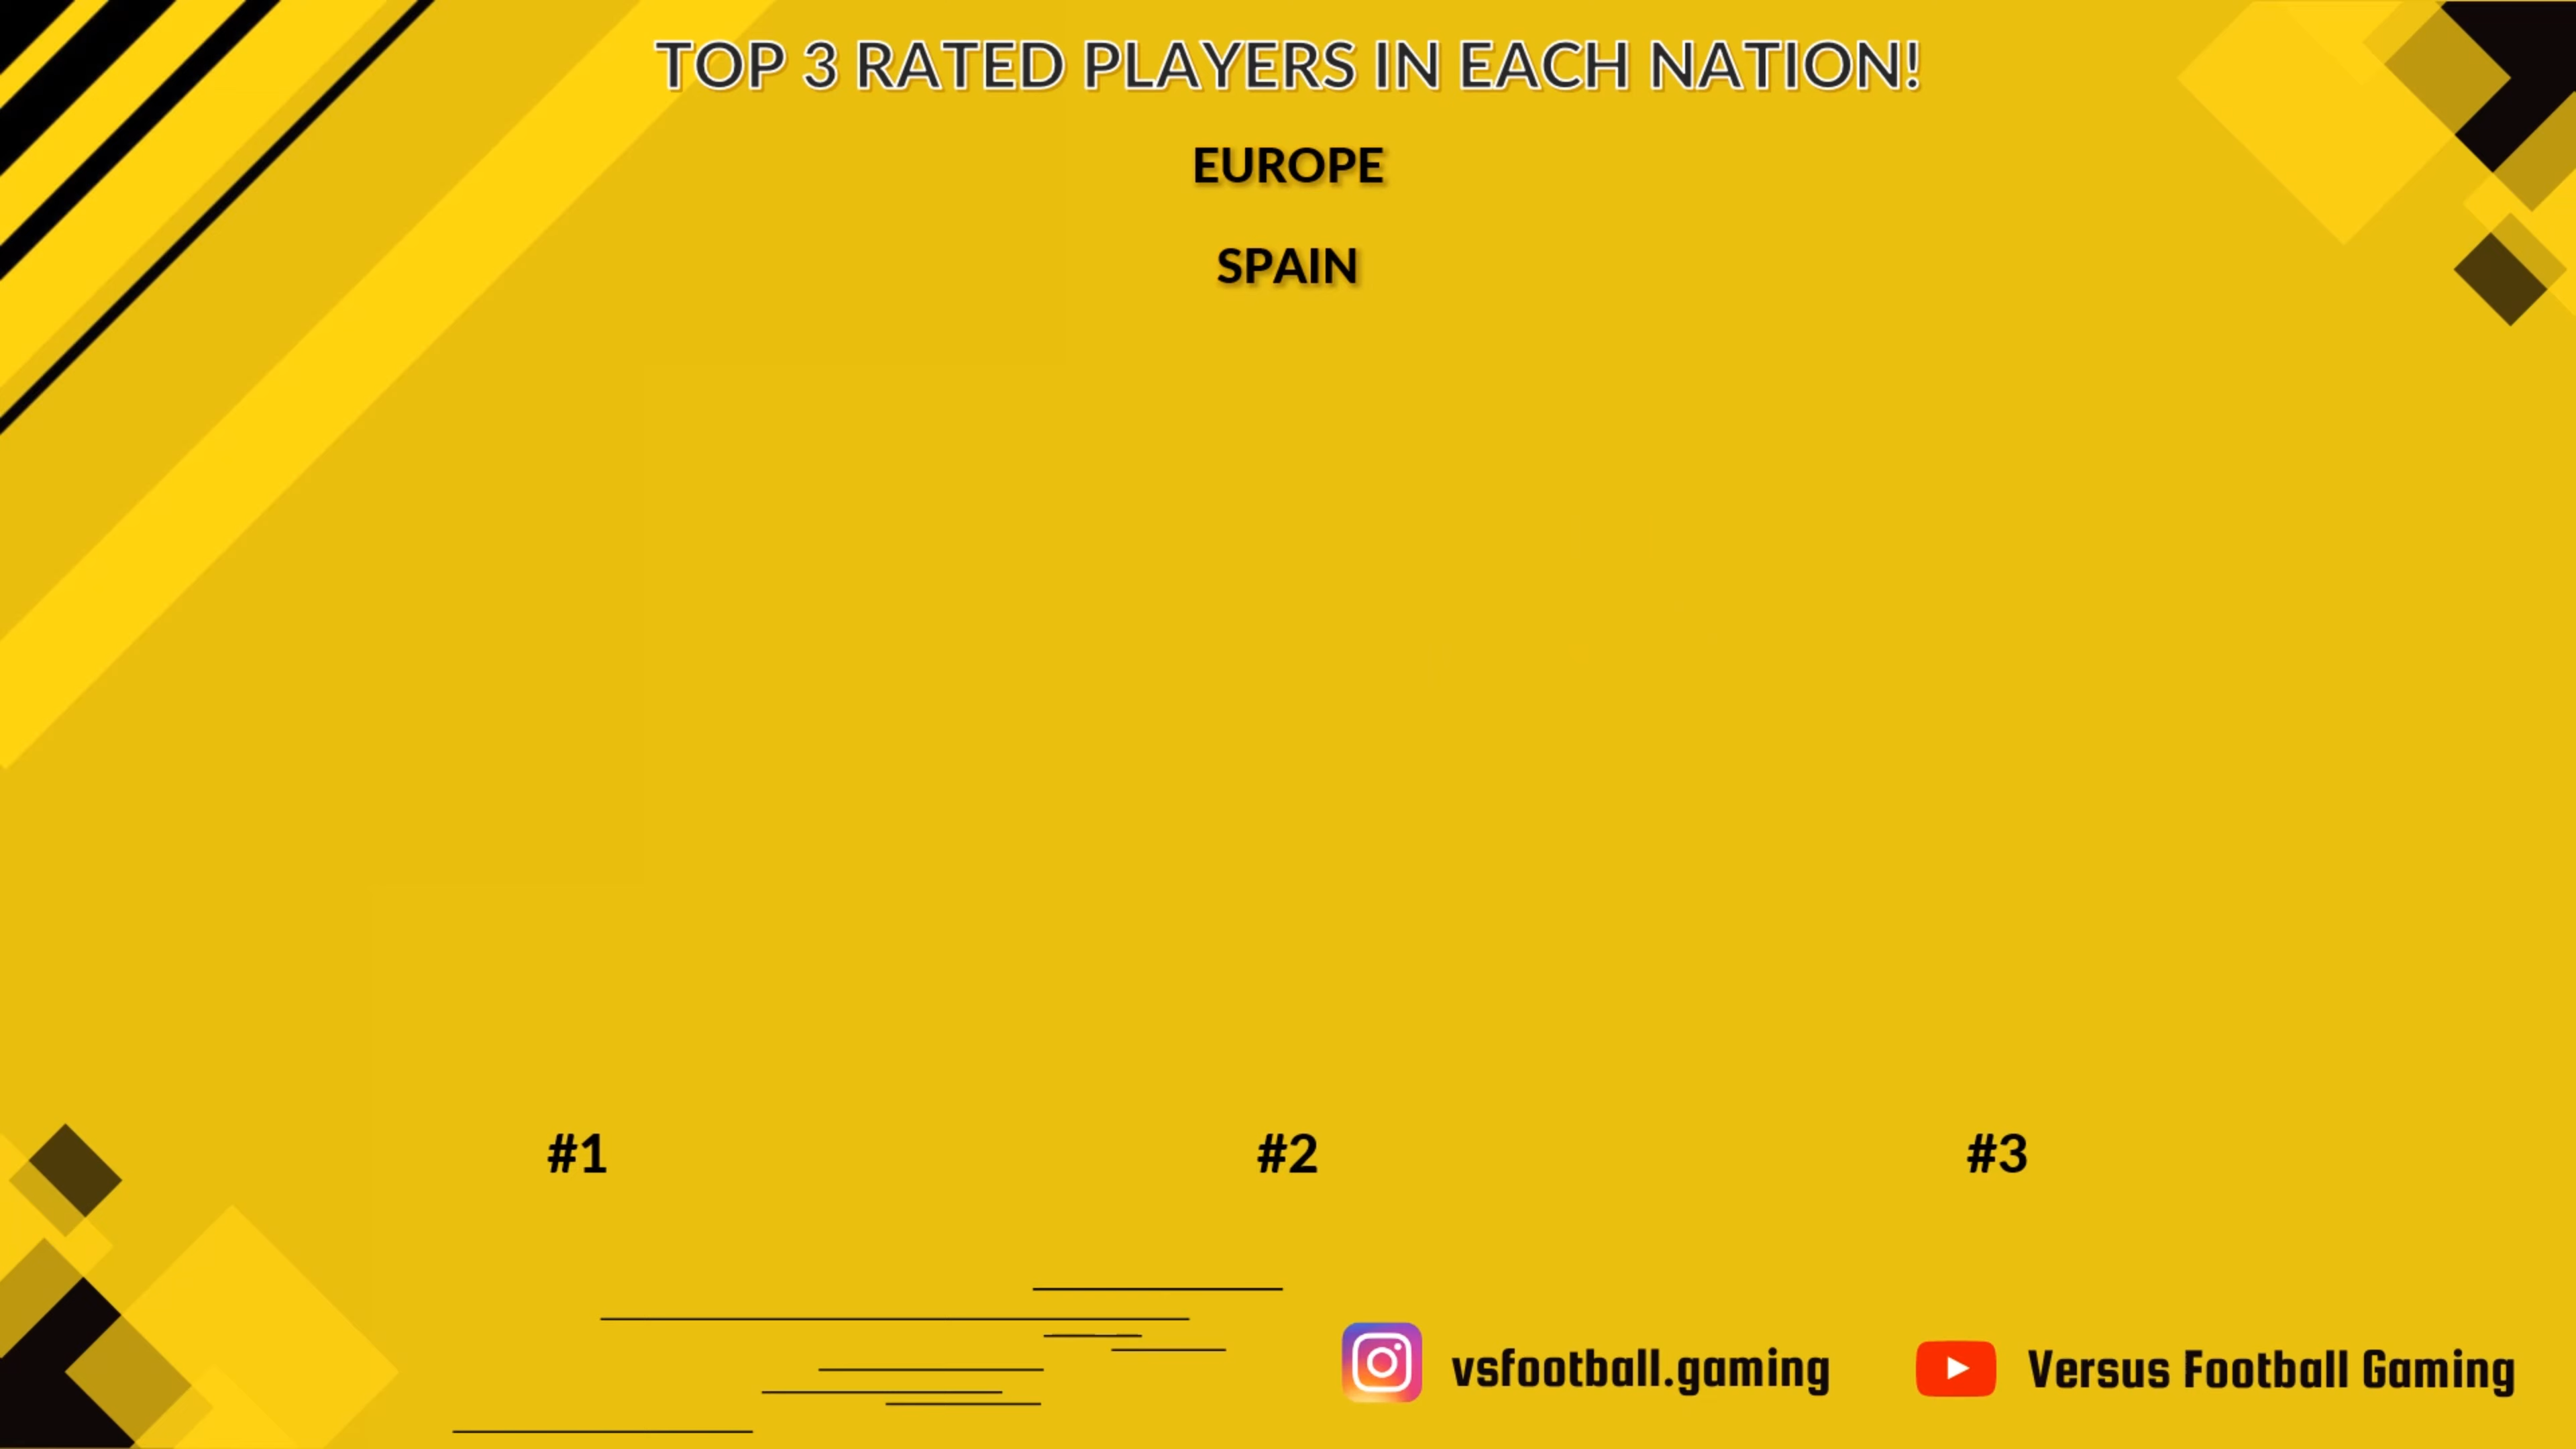 TOP 3 RATED PLAYERS IN EACH NATION!
EUROPE
SPAIN
#1 #2 #3
vsfootball.gaming Versus Football Gaming